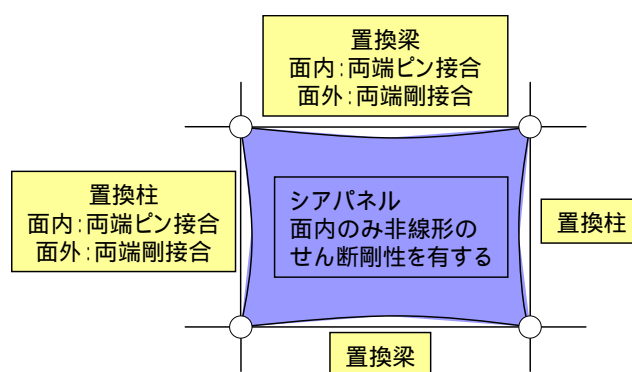 置換梁
面内：両端ピン接合
面外：両端剛接合
置換柱
面内：両端ピン接合
面外：両端剛接合
シアパネル
面内のみ非線形の
せん断剛性を有する
置換柱
置換梁